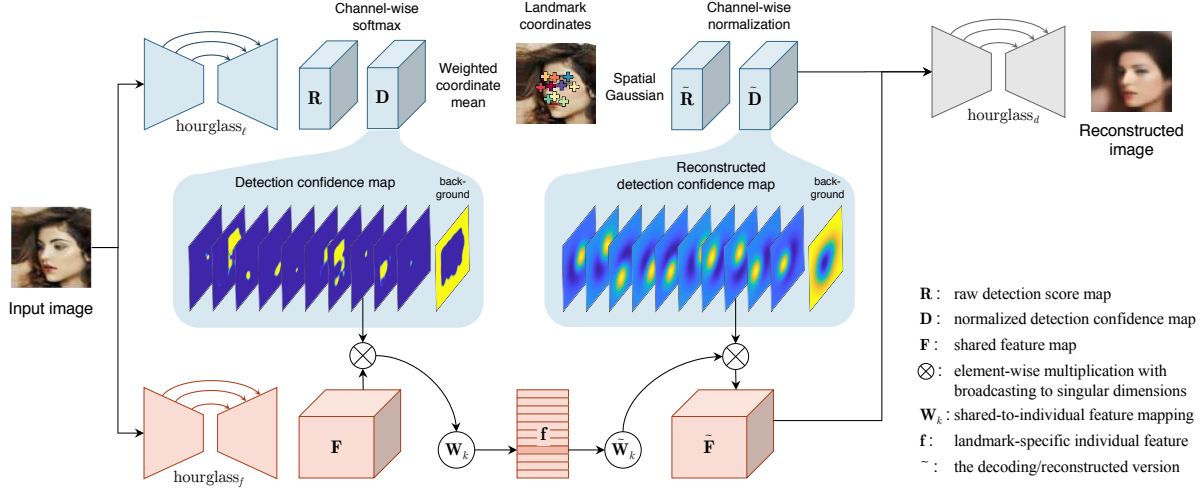 Channel-wise
softmax
Landmark
coordinates
Channel-wise
normalization
R
D
Weighted
coordinate
mean
Spatial
Gaussian
R̃
D̃
hourglass_ℓ
hourglass_d
Reconstructed
image
Detection confidence map
back-
ground
Reconstructed
detection confidence map
back-
ground
Input image
F
W_k
f
W̃_k
F̃
hourglass_f
R : raw detection score map
D : normalized detection confidence map
F : shared feature map
⊗ : element-wise multiplication with
broadcasting to singular dimensions
W_k : shared-to-individual feature mapping
f : landmark-specific individual feature
~ : the decoding/reconstructed version